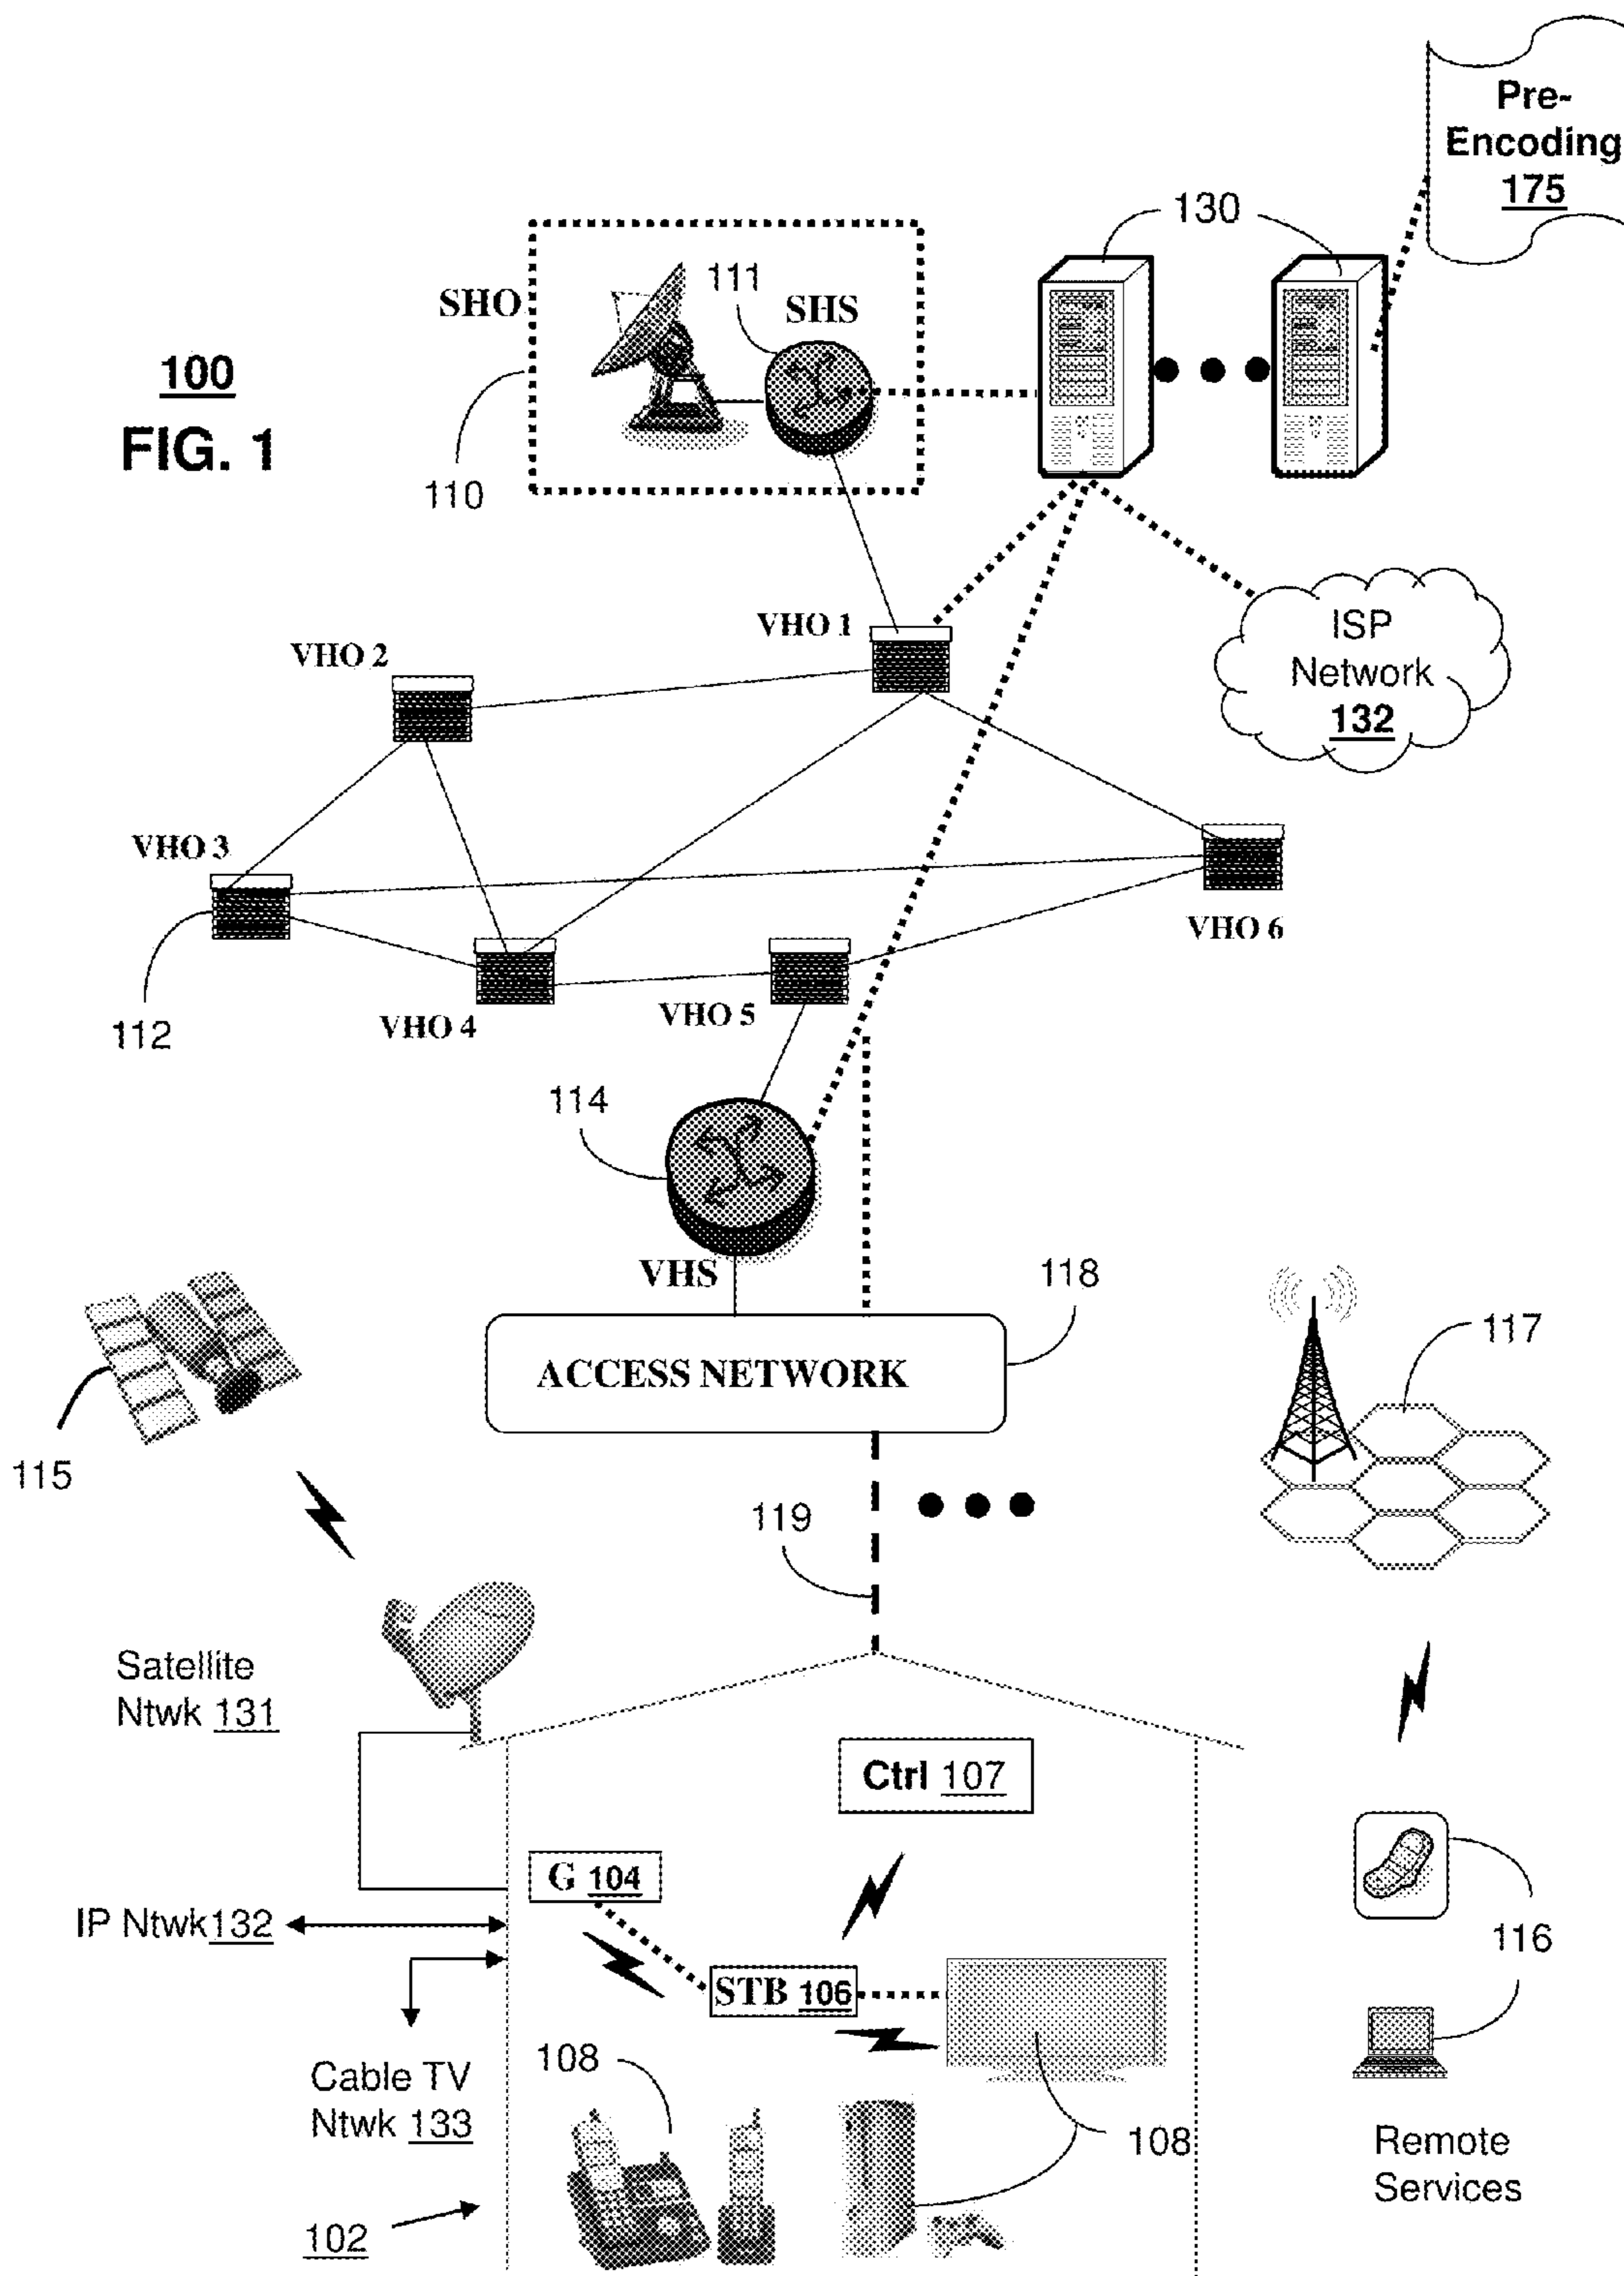 Pre-
Encoding
175
130
111
SHO
SHS
100
FIG. 1
110
VHO 1
ISP
Network
132
VHO 2
VHO 3
VHO 6
112
VHO 4
VHO 5
114
VHS
118
117
ACCESS NETWORK
115
119
Satellite
Ntwk 131
Ctrl 107
G 104
IP Ntwk132
116
STB 106
108
Cable TV
Ntwk 133
108
Remote
Services
102